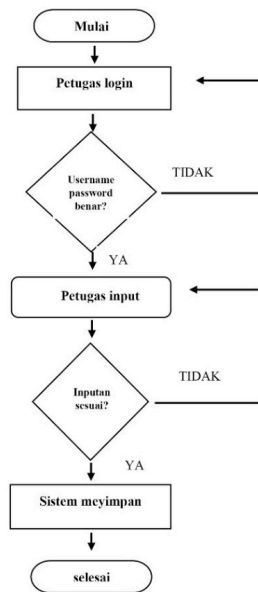 Mulai
Petugas login
Username
password
benar?
TIDAK
YA
Petugas input
Inputan
sesuai?
TIDAK
YA
Sistem meyimpan
selesai